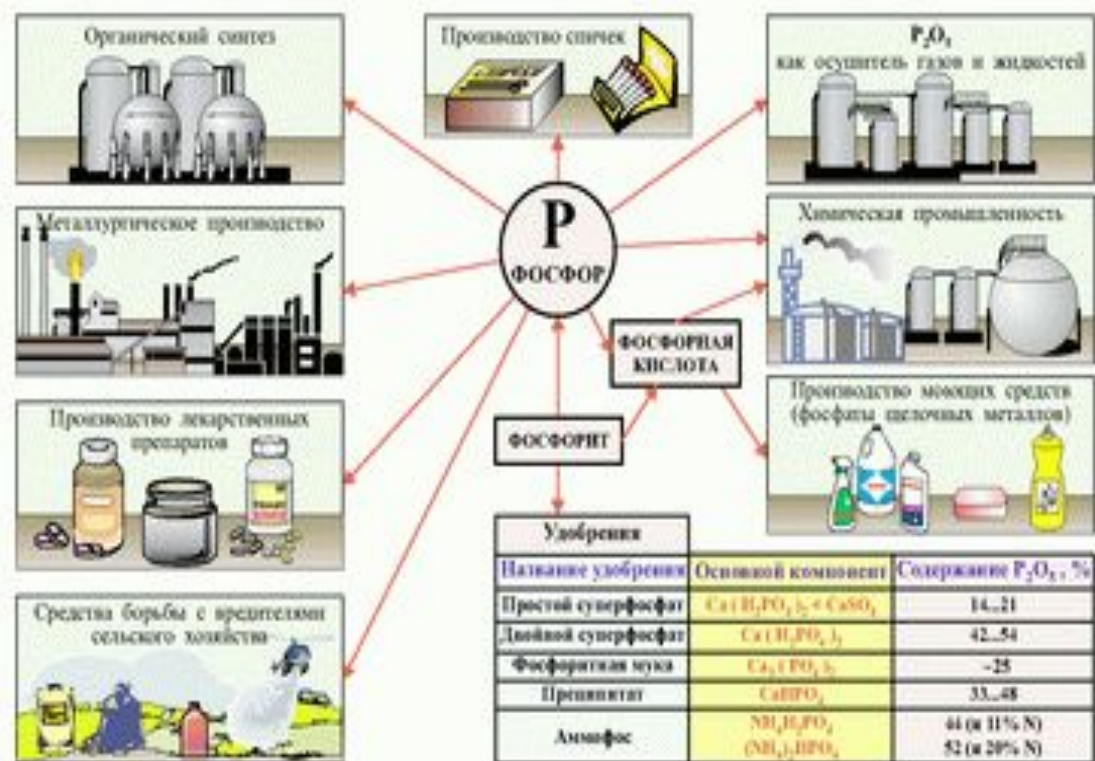 Органический синтез
Производство спичек
P₂O₅
как осушитель газов и жидкостей
Металлургическое производство
P
ФОСФОР
Химическая промышленность
ФОСФОРНАЯ
КИСЛОТА
Производство лекарственных
препаратов
ФОСФОРИТ
Производство моющих средств
(фосфаты щелочных металлов)
Средства борьбы с вредителями
сельского хозяйства
Удобрения
Название удобрения Основной компонент Содержание P₂O₅, %
Простой суперфосфат Ca(H₂PO₄)₂ + CaSO₄ 14...21
Двойной суперфосфат Ca(H₂PO₄)₂ 42...54
Фосфоритная мука Ca₃(PO₄)₂ ~25
Преципитат CaHPO₄ 33...48
Аммофос NH₄H₂PO₄ 44 (и 11% N)
(NH₄)₂HPO₄ 52 (и 20% N)